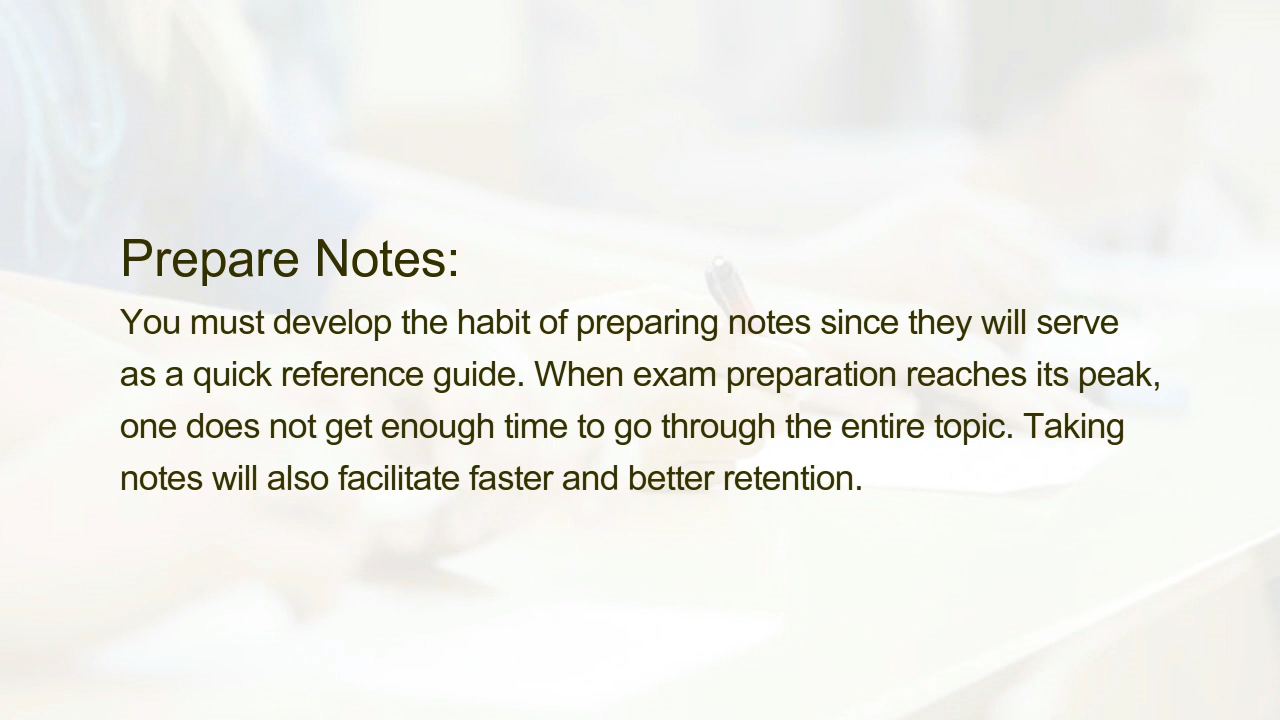 Prepare Notes:
You must develop the habit of preparing notes since they will serve
as a quick reference guide. When exam preparation reaches its peak,
one does not get enough time to go through the entire topic. Taking
notes will also facilitate faster and better retention.